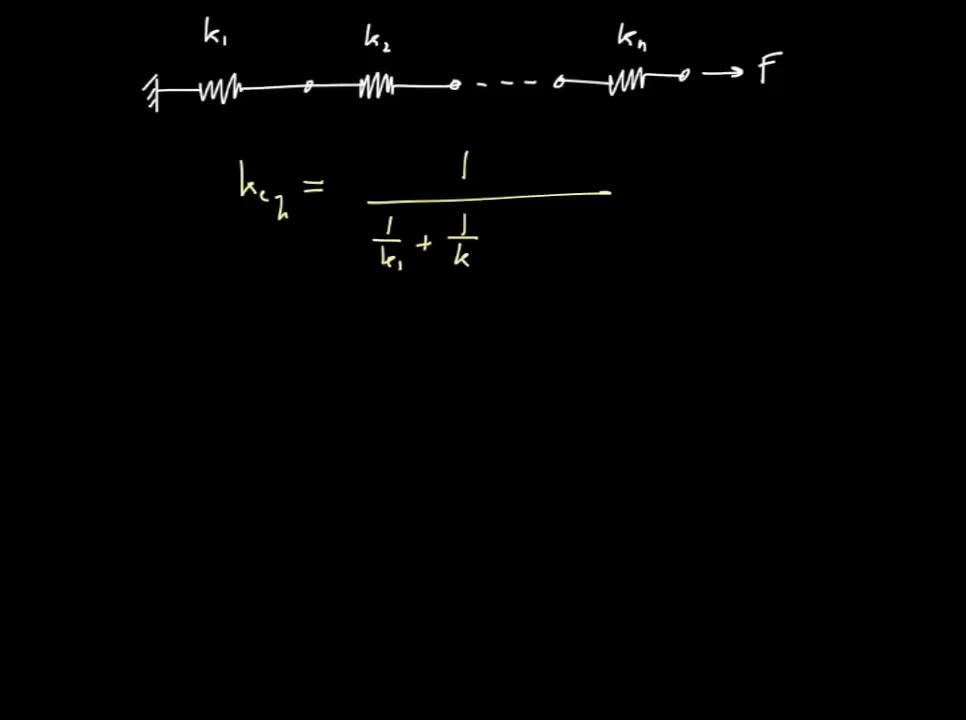 k₁ k₂ kₙ
F
k_eq = 1 / (1/k₁ + 1/k)